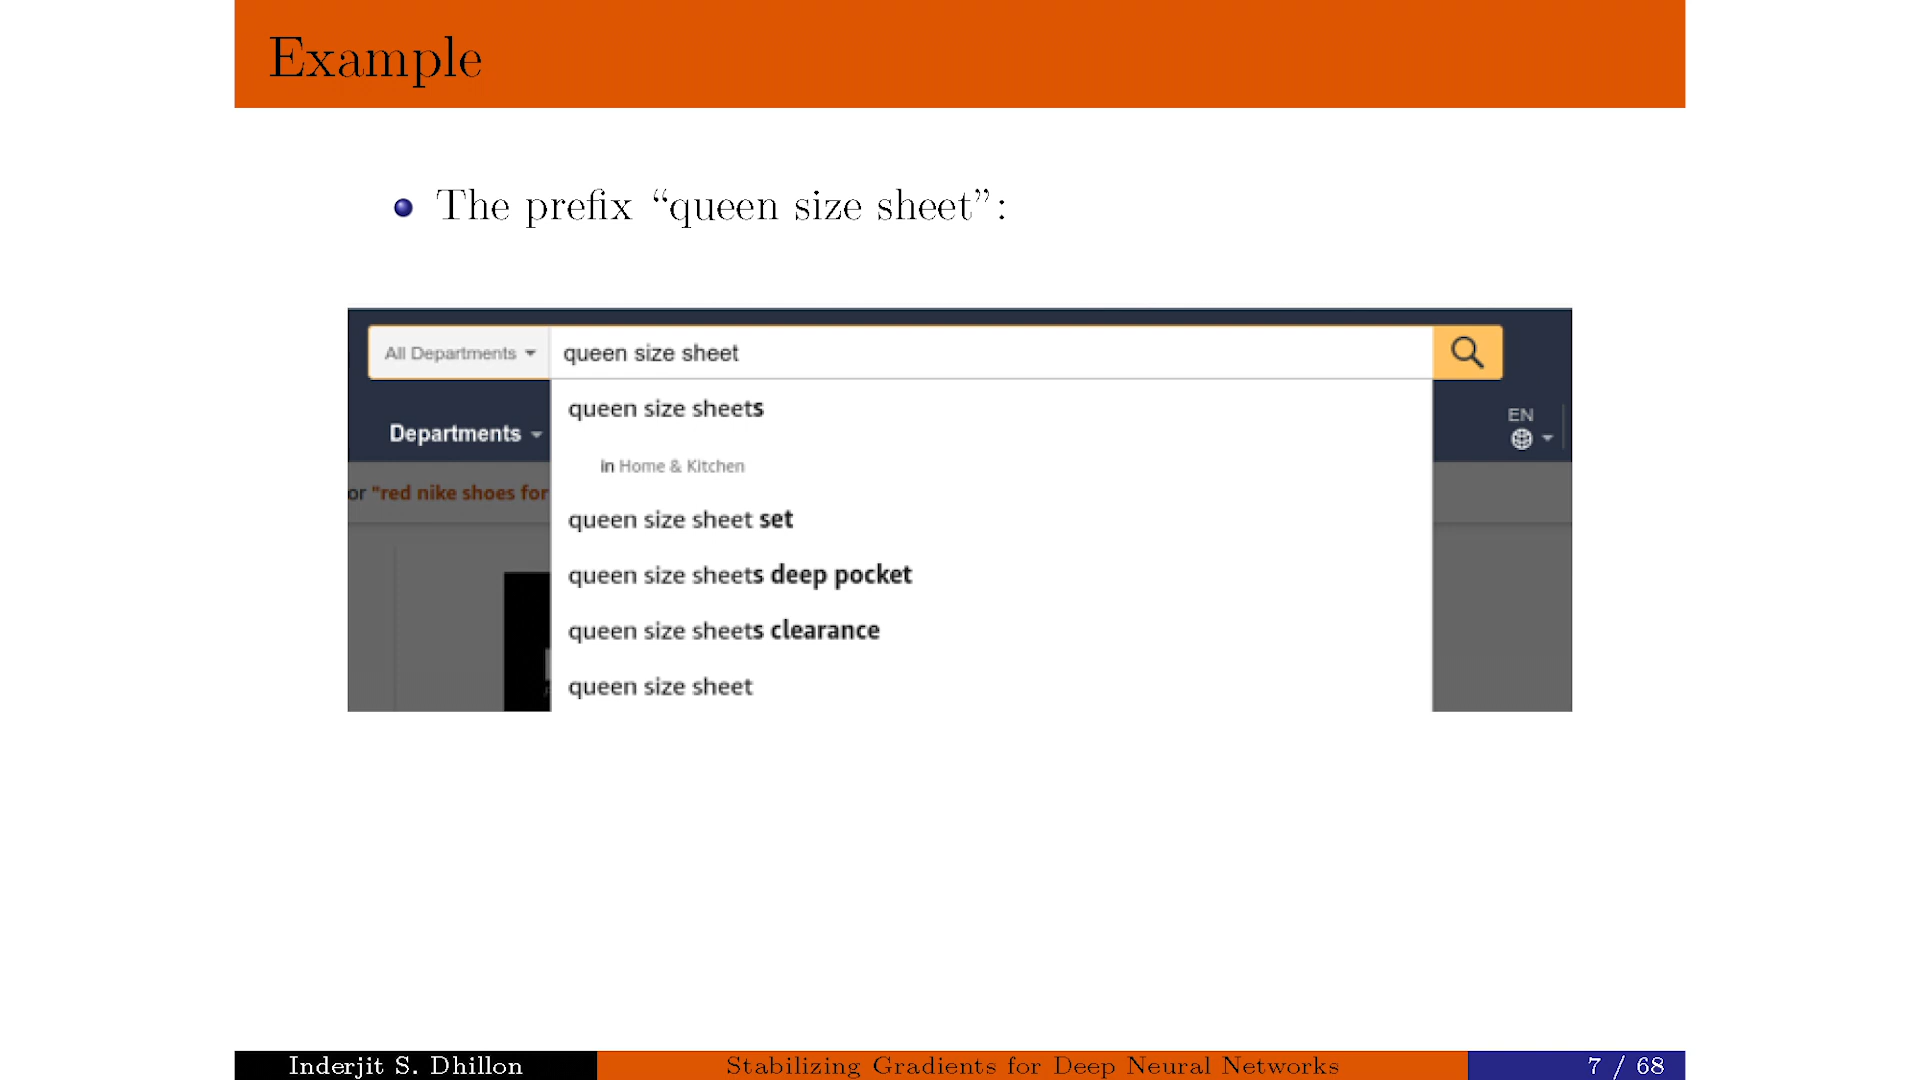 Example
The prefix “queen size sheet”:
All Departments queen size sheet
queen size sheets
EN
Departments
in Home & Kitchen
or "red nike shoes for
queen size sheet set
queen size sheets deep pocket
queen size sheets clearance
queen size sheet
Inderjit S. Dhillon Stabilizing Gradients for Deep Neural Networks 7 / 68